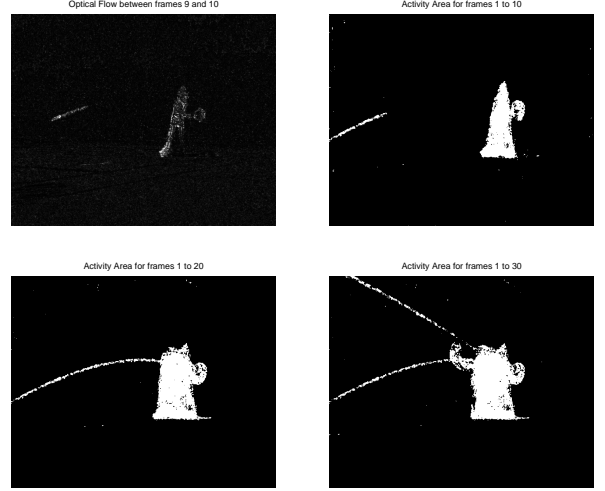 Optical Flow between frames 9 and 10
Activity Area for frames 1 to 10
Activity Area for frames 1 to 20
Activity Area for frames 1 to 30